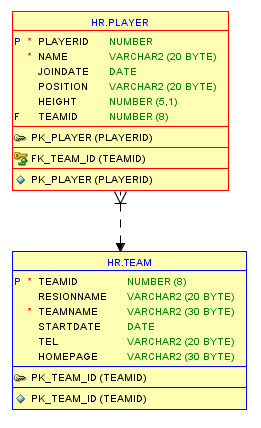 HR.PLAYER
P * PLAYERID NUMBER
* NAME VARCHAR2 (20 BYTE)
JOINDATE DATE
POSITION VARCHAR2 (20 BYTE)
HEIGHT NUMBER (5,1)
F TEAMID NUMBER (8)
PK_PLAYER (PLAYERID)
FK_TEAM_ID (TEAMID)
PK_PLAYER (PLAYERID)
HR.TEAM
P * TEAMID NUMBER (8)
RESIONNAME VARCHAR2 (20 BYTE)
* TEAMNAME VARCHAR2 (30 BYTE)
STARTDATE DATE
TEL VARCHAR2 (20 BYTE)
HOMEPAGE VARCHAR2 (30 BYTE)
PK_TEAM_ID (TEAMID)
PK_TEAM_ID (TEAMID)